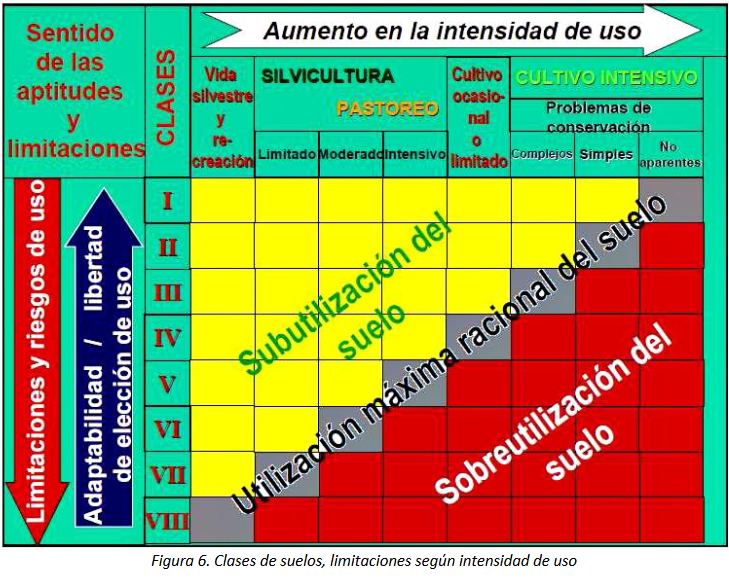 Aumento en la intensidad de uso
Sentido
de las
aptitudes
y
limitaciones
CLASES
Vida
silvestre
y
re-
creación
SILVICULTURA
PASTOREO
Limitado
Moderado
Intensivo
Cultivo
ocasio-
nal
o
limitado
CULTIVO INTENSIVO
Problemas de
conservación
Complejos
Simples
No
aparentes
Limitaciones y riesgos de uso
Adaptabilidad / libertad
de elección de uso
I
II
III
IV
V
VI
VII
VIII
Subutilización del
suelo
Utilización máxima racional del suelo
Sobreutilización del
suelo
Figura 6. Clases de suelos, limitaciones según intensidad de uso